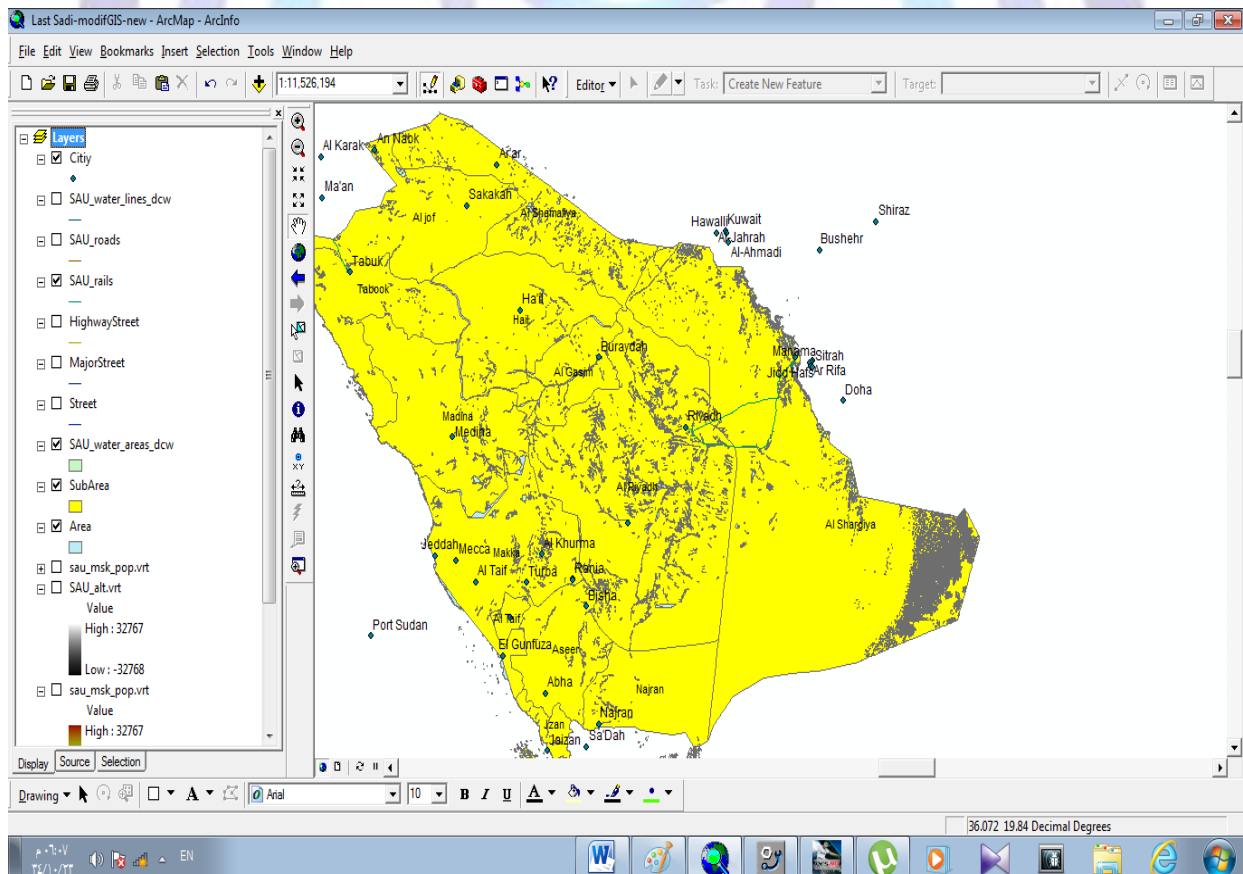 Last Sadi-modifGIS-new - ArcMap - ArcInfo
File Edit View Bookmarks Insert Selection Tools Window Help
1:11,526,194
Editor
Task: Create New Feature
Target:
Layers
Citiy
SAU_water_lines_dcw
SAU_roads
SAU_rails
HighwayStreet
MajorStreet
Street
SAU_water_areas_dcw
SubArea
Area
sau_msk_pop.vrt
SAU_alt.vrt
Value
High : 32767
Low : -32768
sau_msk_pop.vrt
Value
High : 32767
Display Source Selection
XY
Al Karak
An Nabk
Ar'ar
Ma'an
Sakakah
Al jof
Al Shamaliya
Shiraz
Hawalli
Kuwait
Al Jahrah
Al-Ahmadi
Bushehr
Tabuk
Tabook
Ha'il
Hail
Buraydah
Al Gasim
Manama
Sitrah
Jidd Hafs
Ar Rifa
Doha
Madina
Medina
Riyadh
Al Riyadh
Al Shargiya
Jeddah
Mecca
Makka
Al Khurma
Al Taif
Turba
Rania
Bisha
Al Taif
Port Sudan
El Gunfuza
Aseer
Abha
Najran
Najran
Jizan
Jaizan
Sa'Dah
Drawing
A
Arial
10
B I U A
36.072 19.84 Decimal Degrees
EN
W